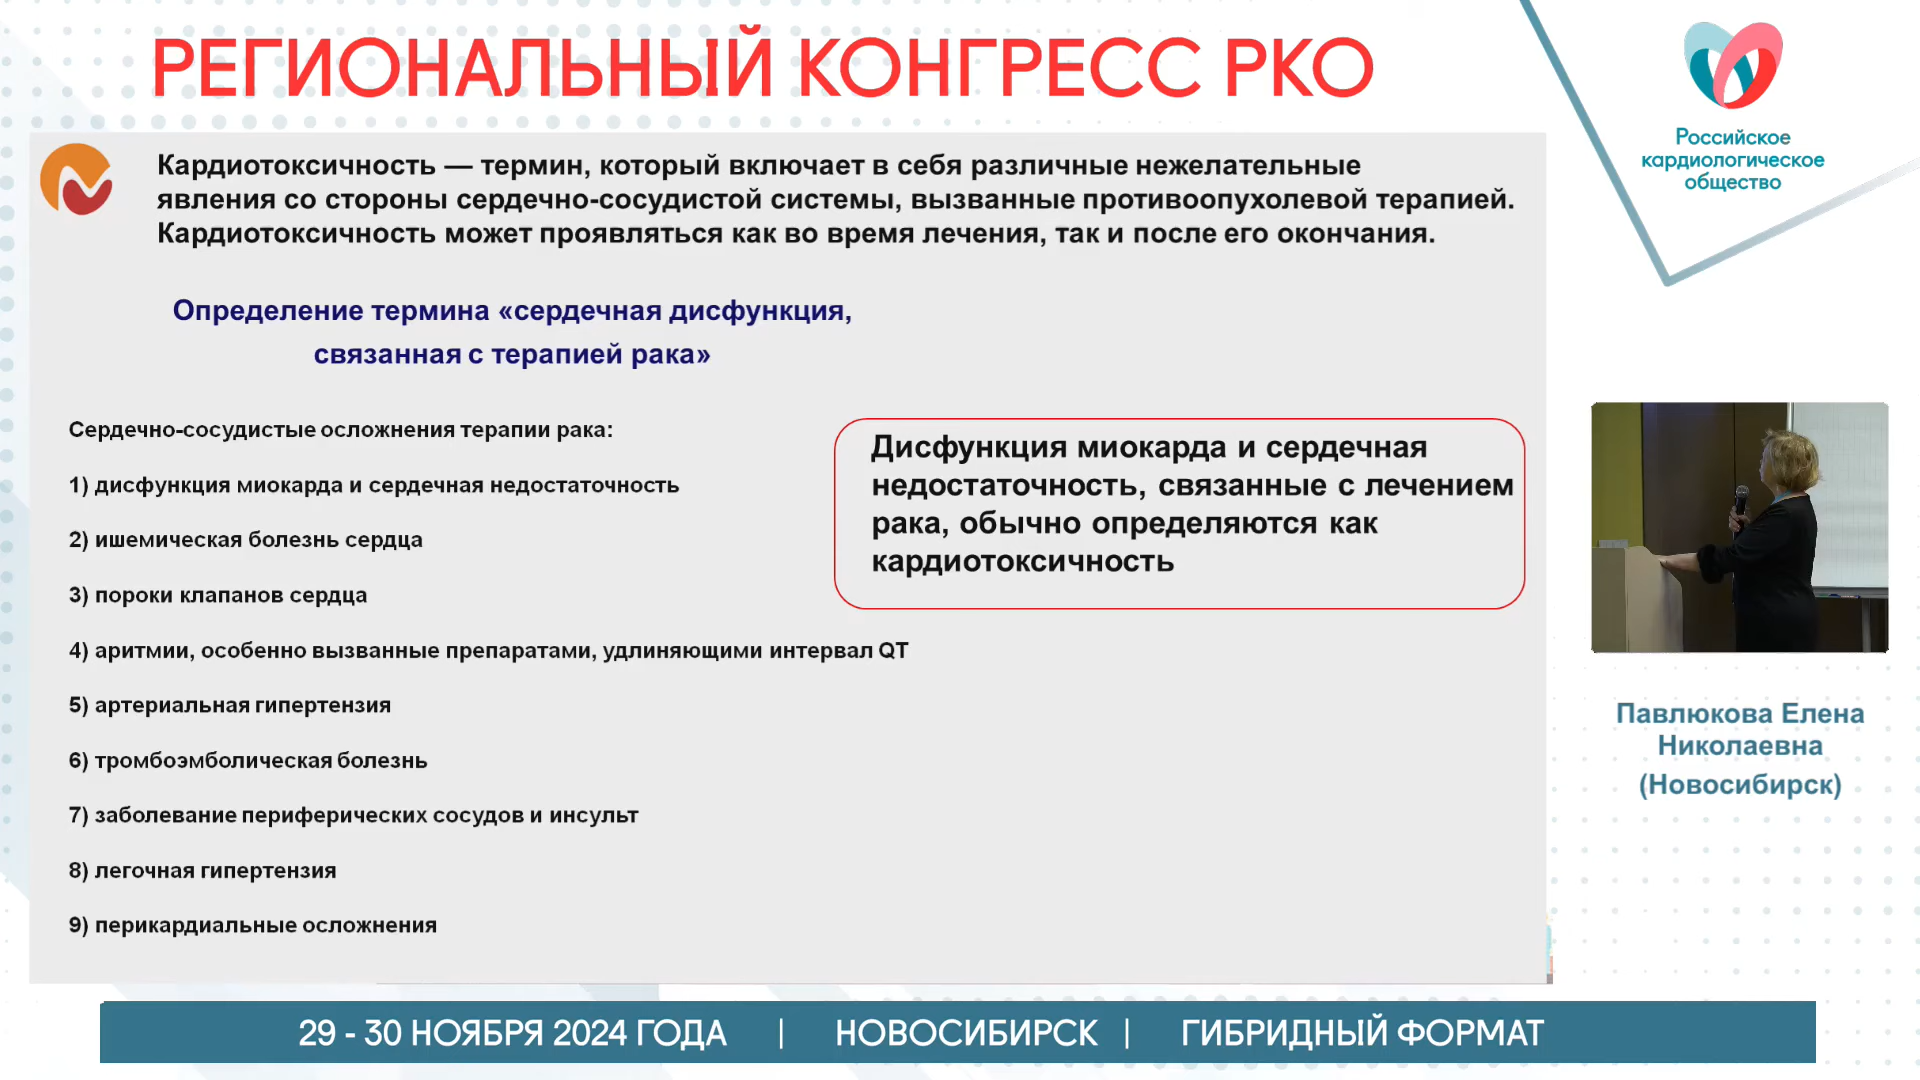 РЕГИОНАЛЬНЫЙ КОНГРЕСС РКО
Российское
кардиологическое
общество
Кардиотоксичность — термин, который включает в себя различные нежелательные
явления со стороны сердечно-сосудистой системы, вызванные противоопухолевой терапией.
Кардиотоксичность может проявляться как во время лечения, так и после его окончания.
Определение термина «сердечная дисфункция,
связанная с терапией рака»
Сердечно-сосудистые осложнения терапии рака:
1) дисфункция миокарда и сердечная недостаточность
2) ишемическая болезнь сердца
3) пороки клапанов сердца
4) аритмии, особенно вызванные препаратами, удлиняющими интервал QT
5) артериальная гипертензия
6) тромбоэмболическая болезнь
7) заболевание периферических сосудов и инсульт
8) легочная гипертензия
9) перикардиальные осложнения
Дисфункция миокарда и сердечная
недостаточность, связанные с лечением
рака, обычно определяются как
кардиотоксичность
Павлюкова Елена
Николаевна
(Новосибирск)
29 - 30 НОЯБРЯ 2024 ГОДА | НОВОСИБИРСК | ГИБРИДНЫЙ ФОРМАТ